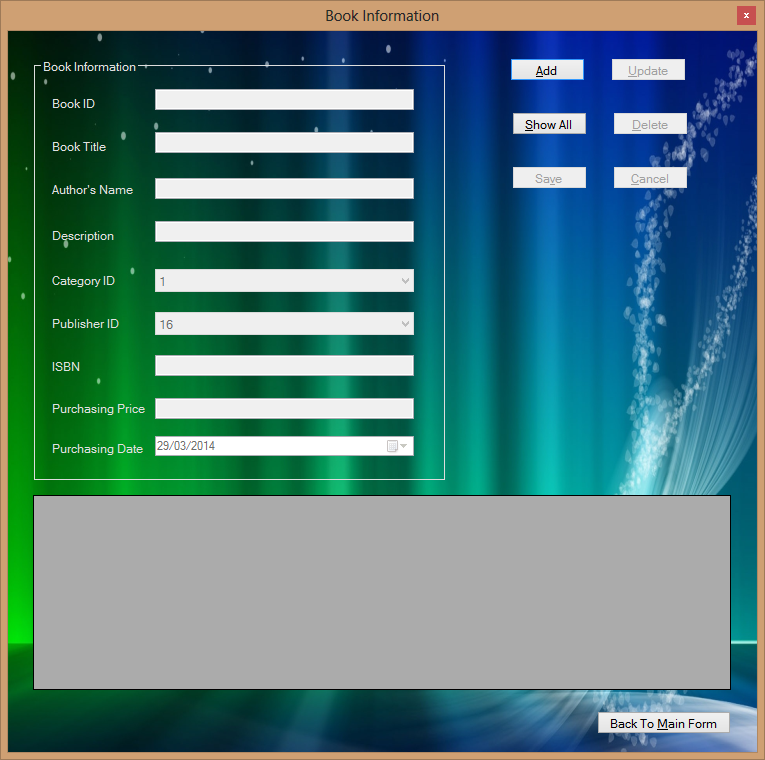 Book Information
x
Book Information
Book ID
Book Title
Author's Name
Description
Category ID 1
Publisher ID 16
ISBN
Purchasing Price
Purchasing Date 29/03/2014
Add Update
Show All Delete
Save Cancel
Back To Main Form